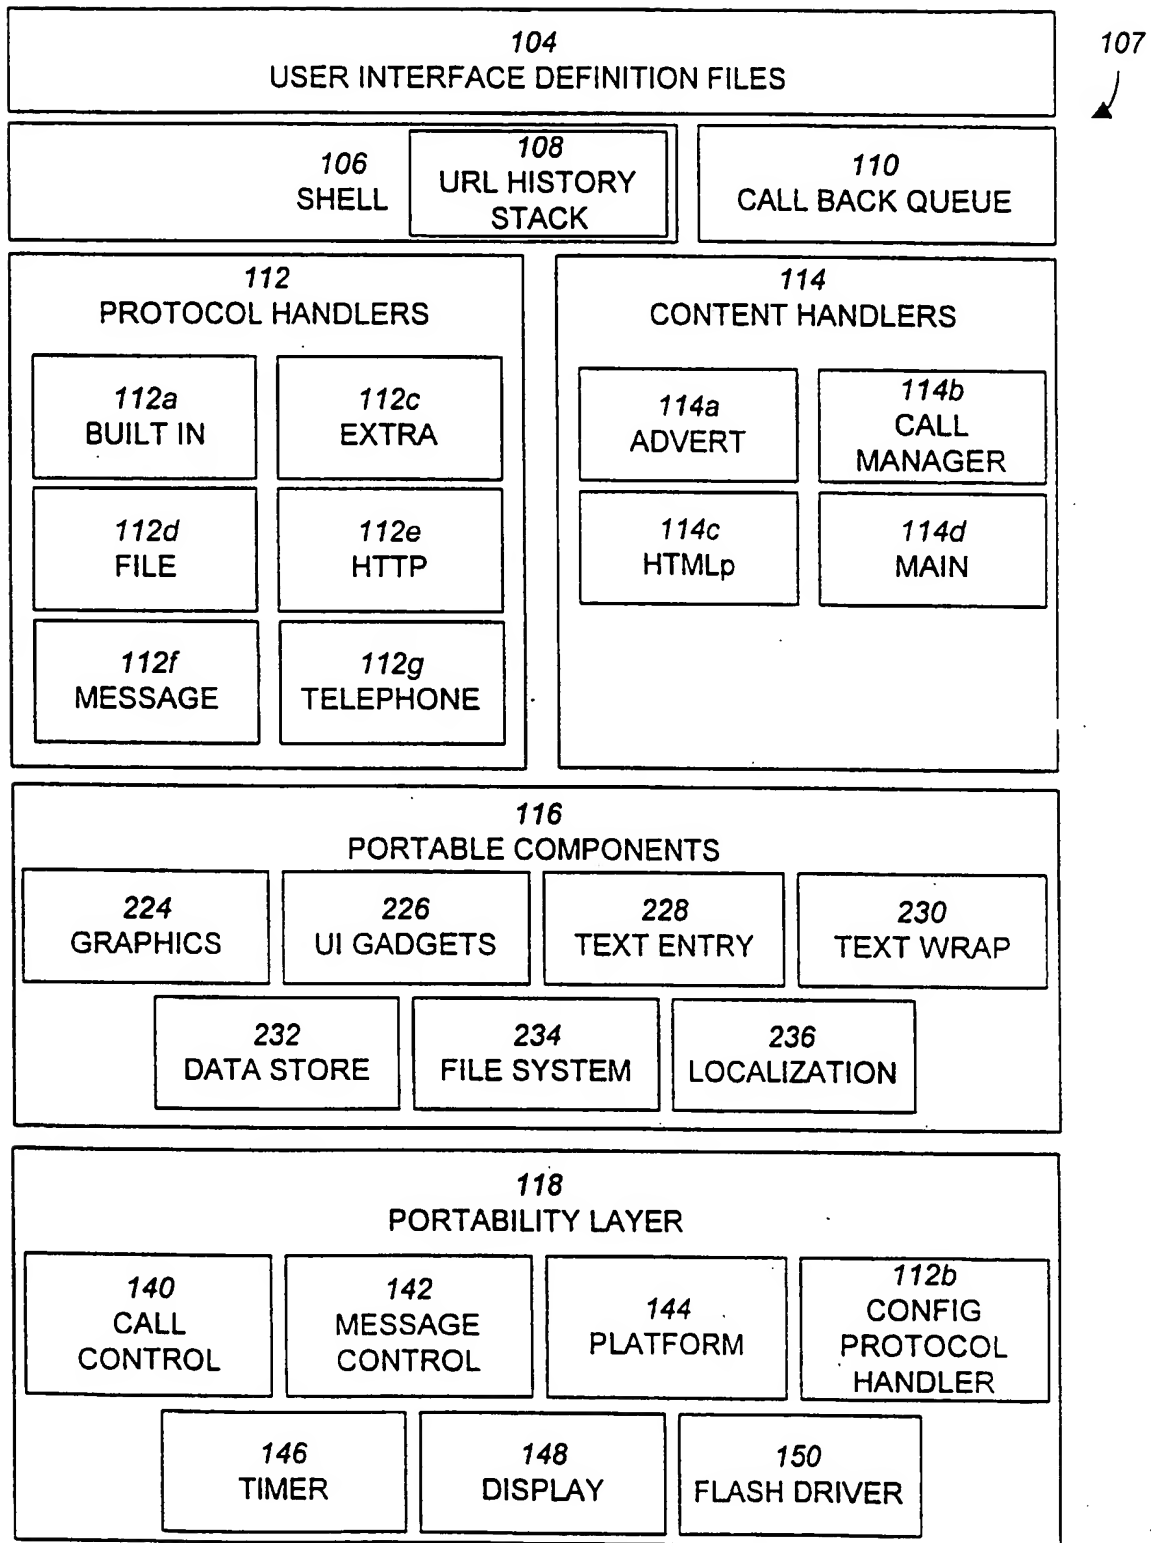 104
USER INTERFACE DEFINITION FILES
107
106
SHELL
108
URL HISTORY
STACK
110
CALL BACK QUEUE
112
PROTOCOL HANDLERS
112a
BUILT IN
112c
EXTRA
112d
FILE
112e
HTTP
112f
MESSAGE
112g
TELEPHONE
114
CONTENT HANDLERS
114a
ADVERT
114b
CALL
MANAGER
114c
HTMLp
114d
MAIN
116
PORTABLE COMPONENTS
224
GRAPHICS
226
UI GADGETS
228
TEXT ENTRY
230
TEXT WRAP
232
DATA STORE
234
FILE SYSTEM
236
LOCALIZATION
118
PORTABILITY LAYER
140
CALL
CONTROL
142
MESSAGE
CONTROL
144
PLATFORM
112b
CONFIG
PROTOCOL
HANDLER
146
TIMER
148
DISPLAY
150
FLASH DRIVER